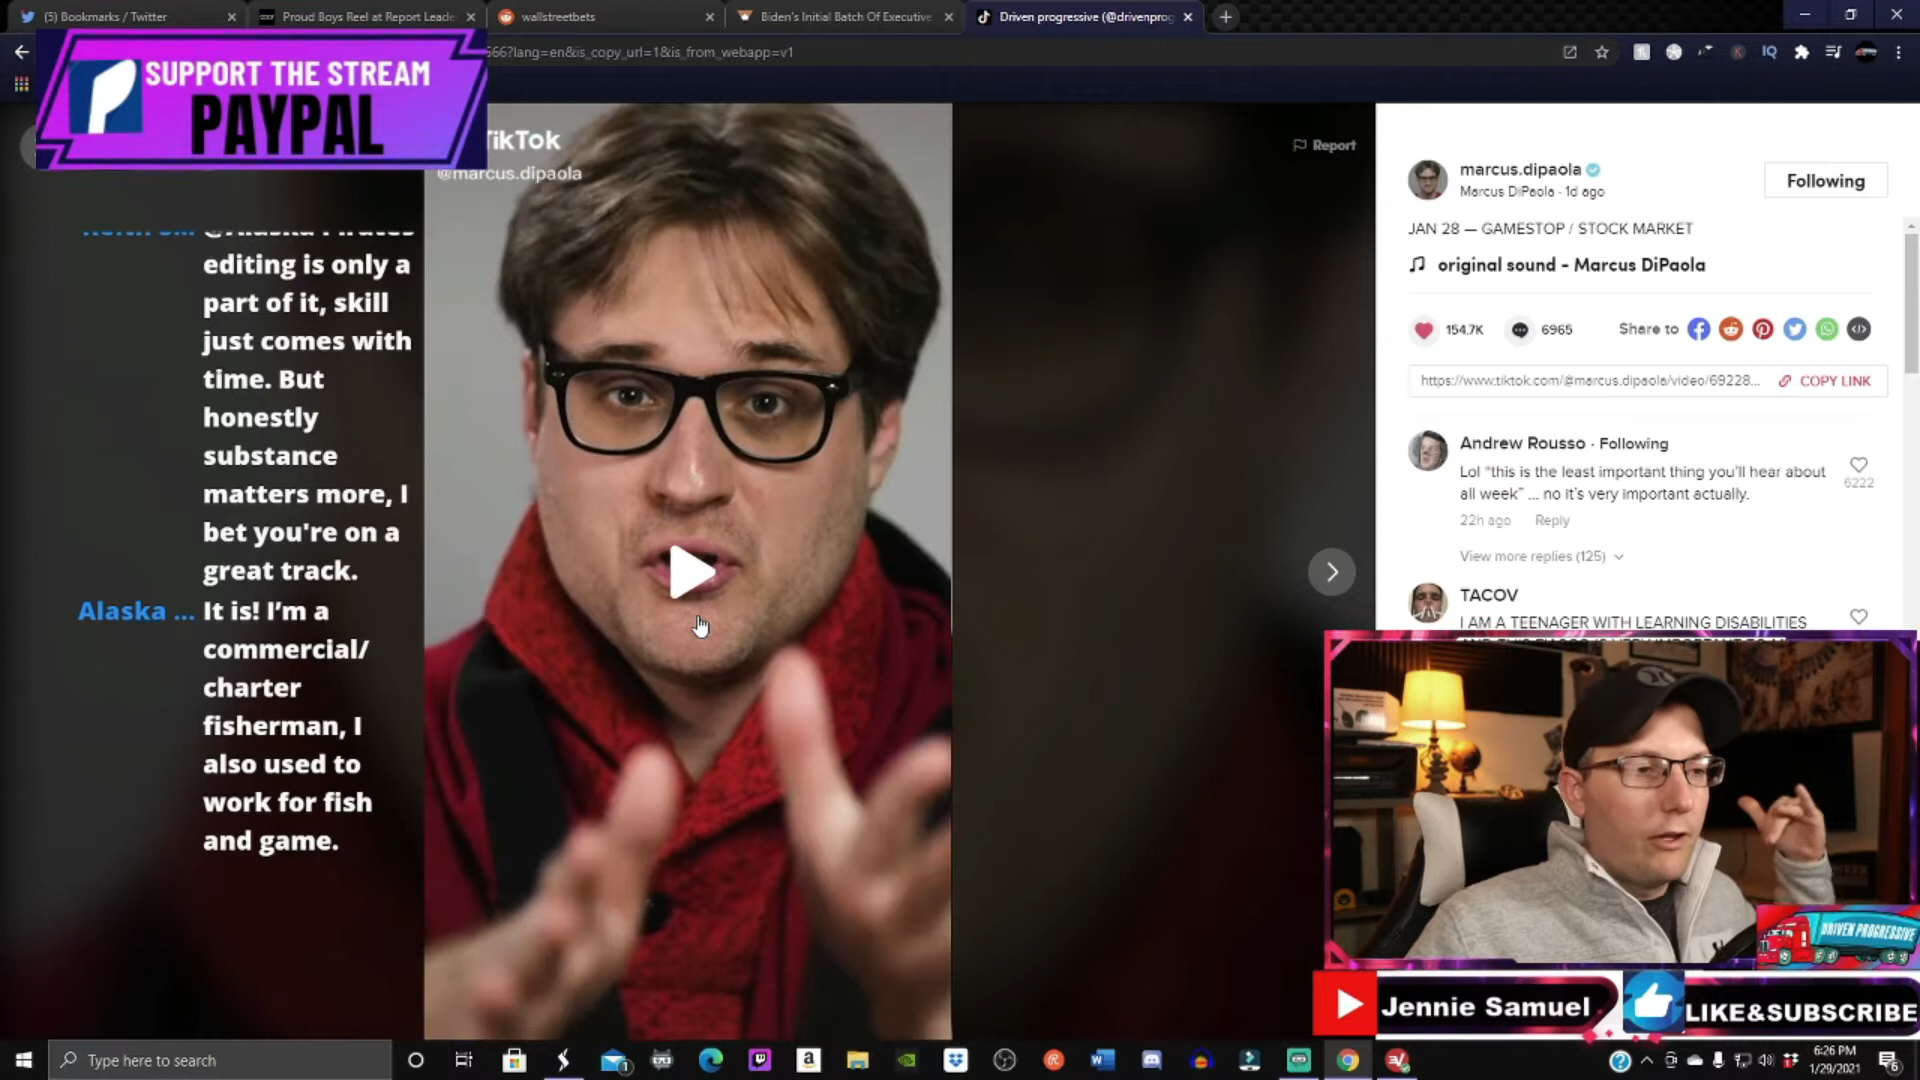 (5) Bookmarks / Twitter
Proud Boys Reel at Report Leade
wallstreetbets
Biden's Initial Batch Of Executive
Driven progressive (@drivenprog
566?lang=en&is_copy_url=1&is_from_webapp=v1
SUPPORT THE STREAM
PAYPAL
TikTok
@marcus.dipaola
Report
editing is only a
part of it, skill
just comes with
time. But
honestly
substance
matters more, I
bet you're on a
great track.
Alaska ... It is! I'm a
commercial/
charter
fisherman, I
also used to
work for fish
and game.
marcus.dipaola
Marcus DiPaola · 1d ago
Following
JAN 28 — GAMESTOP / STOCK MARKET
original sound - Marcus DiPaola
154.7K
6965
Share to
https://www.tiktok.com/@marcus.dipaola/video/69228...
COPY LINK
Andrew Rousso · Following
Lol “this is the least important thing you’ll hear about
all week” ... no it’s very important actually.
6222
22h ago Reply
View more replies (125)
TACOV
I AM A TEENAGER WITH LEARNING DISABILITIES
DRIVEN PROGRESSIVE
Jennie Samuel
LIKE&SUBSCRIBE
Type here to search
6:26 PM
1/29/2021